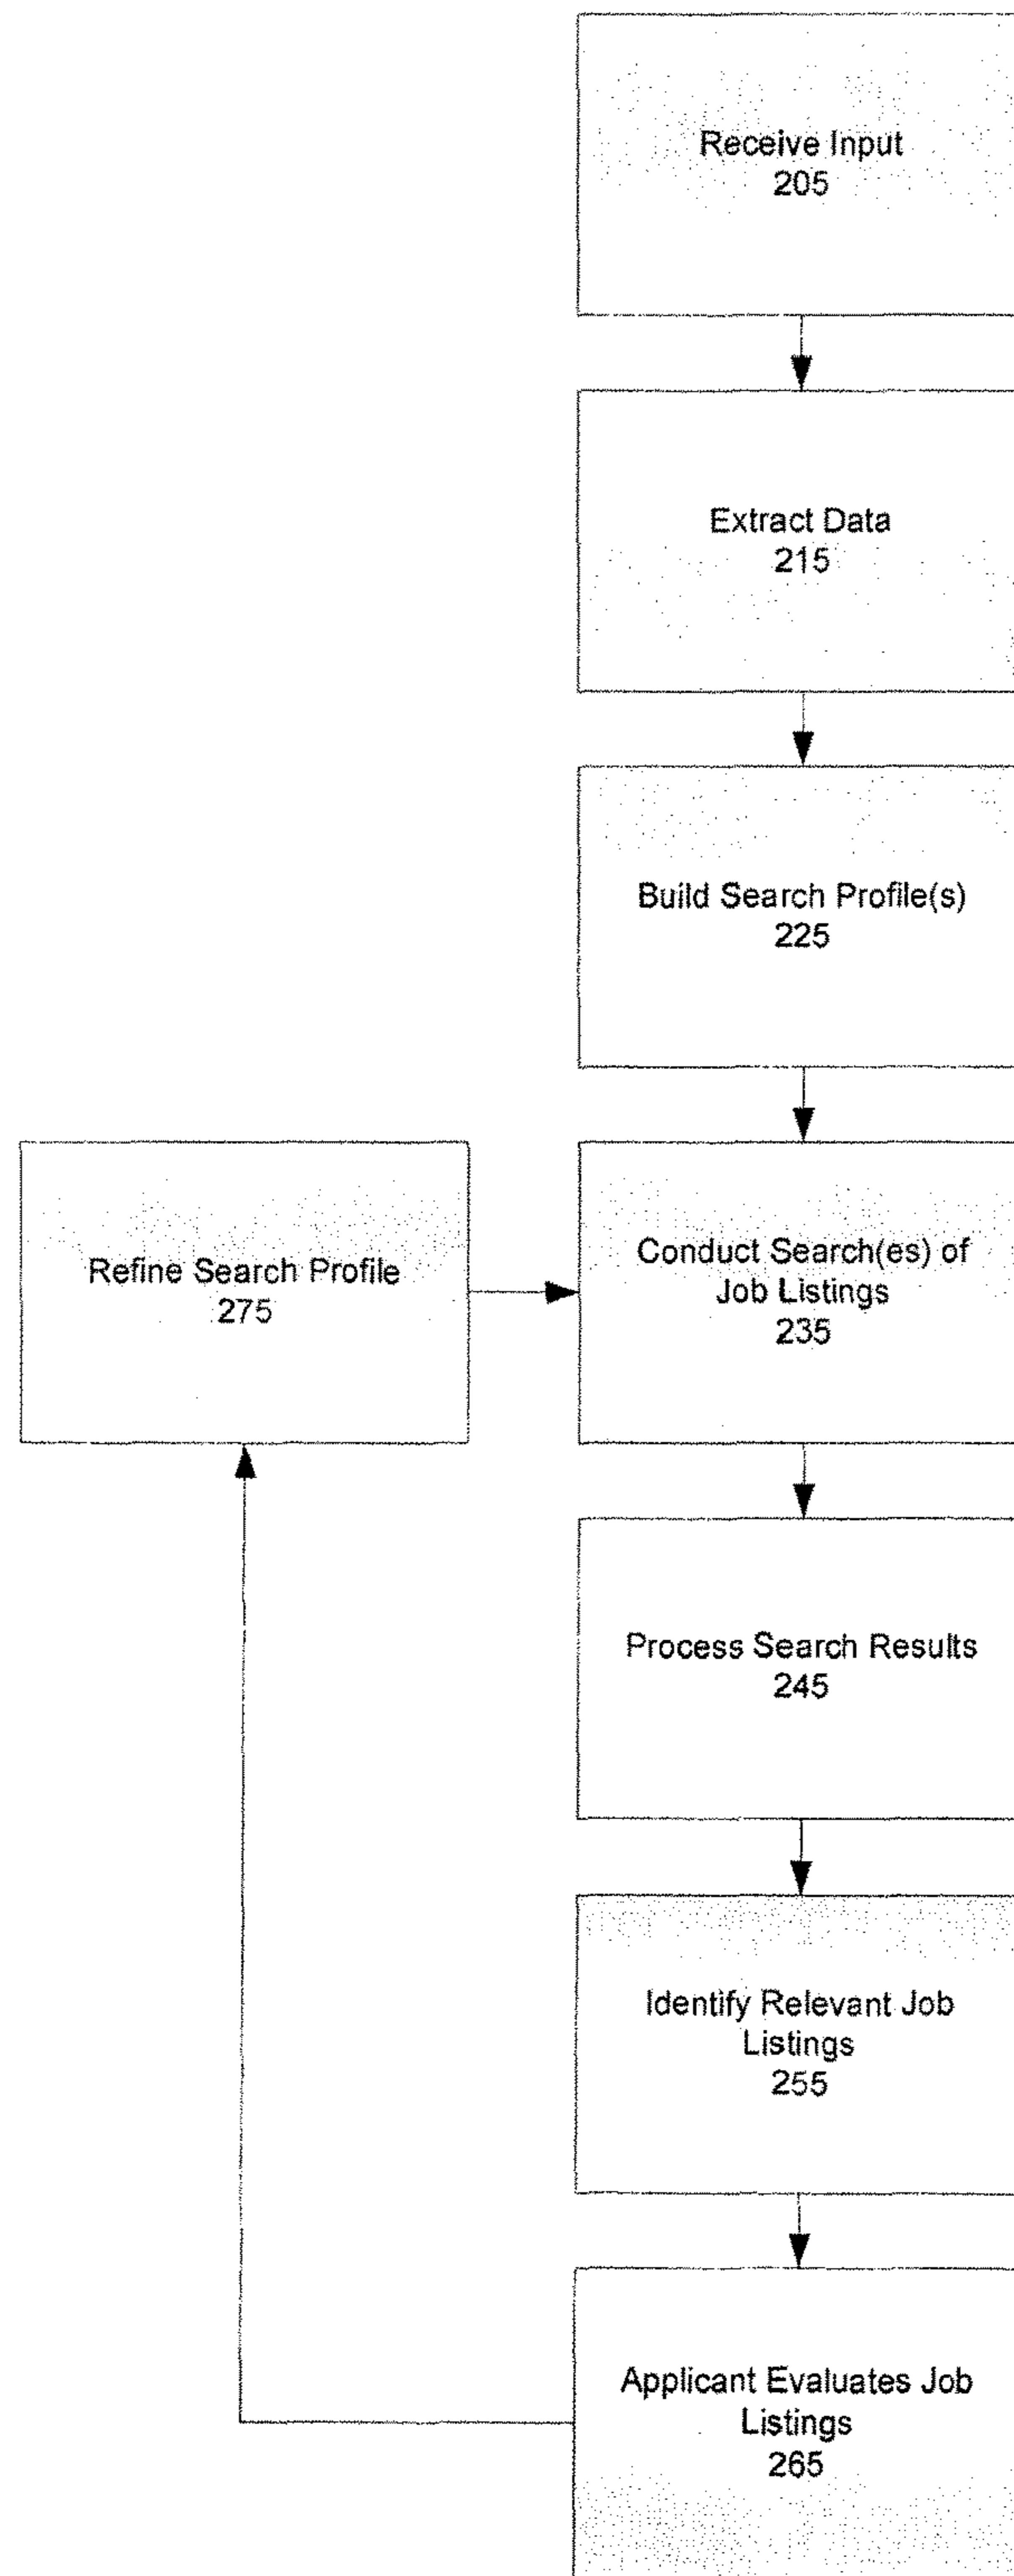 Receive Input
205
Extract Data
215
Build Search Profile(s)
225
Refine Search Profile
275
Conduct Search(es) of
Job Listings
235
Process Search Results
245
Identify Relevant Job
Listings
255
Applicant Evaluates Job
Listings
265